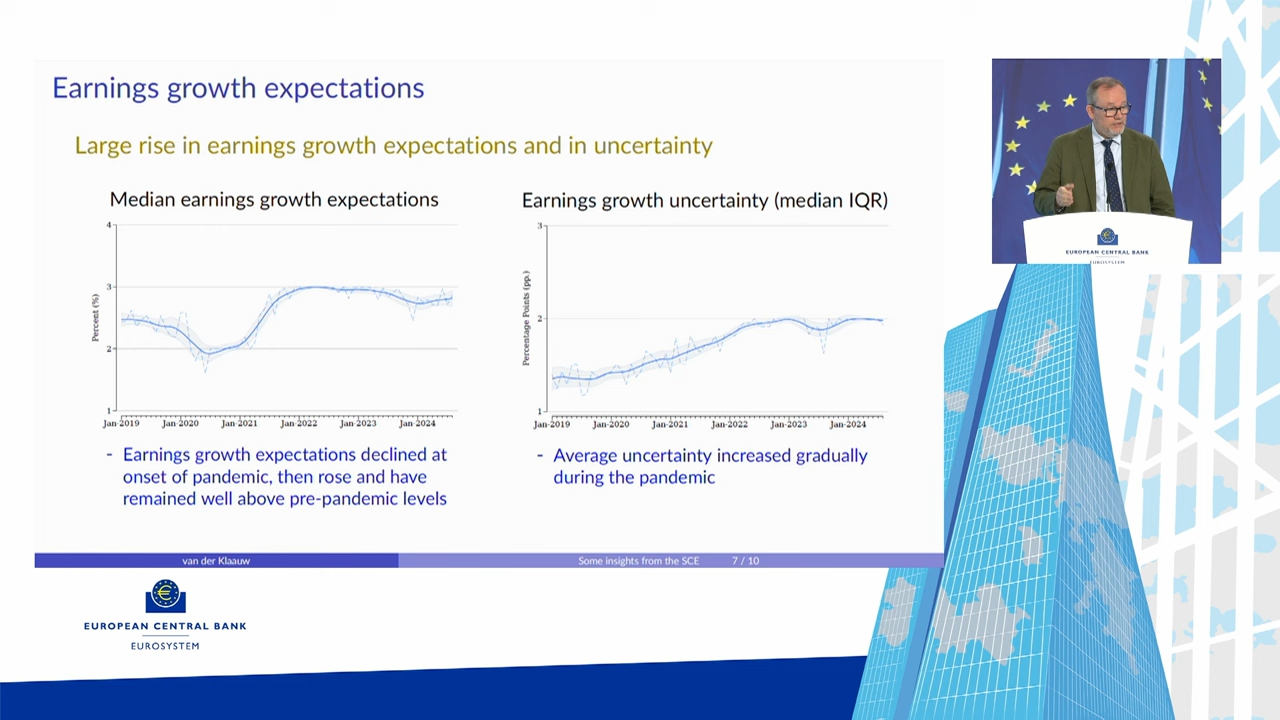 Earnings growth expectations
Large rise in earnings growth expectations and in uncertainty
Median earnings growth expectations
4
3
2
1
Percent (%)
Jan-2019 Jan-2020 Jan-2021 Jan-2022 Jan-2023 Jan-2024
- Earnings growth expectations declined at
onset of pandemic, then rose and have
remained well above pre-pandemic levels
Earnings growth uncertainty (median IQR)
3
2
1
Percentage Points (pp.)
Jan-2019 Jan-2020 Jan-2021 Jan-2022 Jan-2023 Jan-2024
- Average uncertainty increased gradually
during the pandemic
van der Klaauw Some insights from the SCE 7 / 10
EUROPEAN CENTRAL BANK
EUROSYSTEM
EUROPEAN CENTRAL BANK
EUROSYSTEM